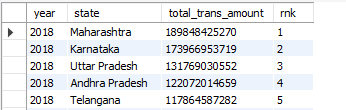 year state total_trans_amount rnk
2018 Maharashtra 189848425270 1
2018 Karnataka 173966953719 2
2018 Uttar Pradesh 131769030552 3
2018 Andhra Pradesh 122072014659 4
2018 Telangana 117864587282 5